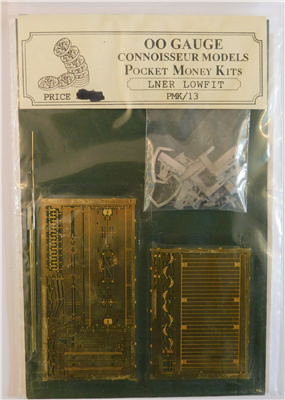 OO GAUGE
CONNOISSEUR MODELS
POCKET MONEY KITS
LNER LOWFIT
PRICE
PMK/13